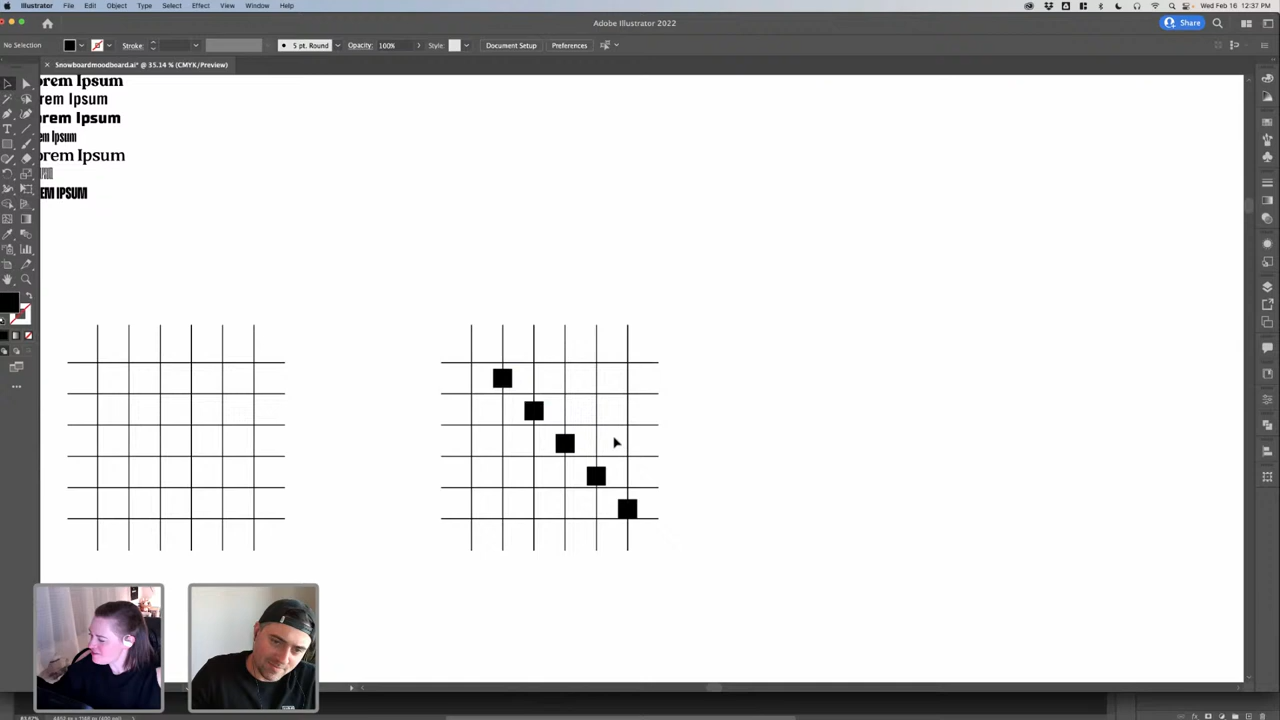 Illustrator File Edit Object Type Select Effect View Window Help
Wed Feb 16 12:37 PM
Adobe Illustrator 2022
Share
No Selection Stroke: 5 pt. Round Opacity: 100% Style: Document Setup Preferences
× Snowboardmoodboard.ai* @ 35.14 % (CMYK/Preview)
orem Ipsum
rem Ipsum
orem Ipsum
em Ipsum
orem Ipsum
EM IPSUM